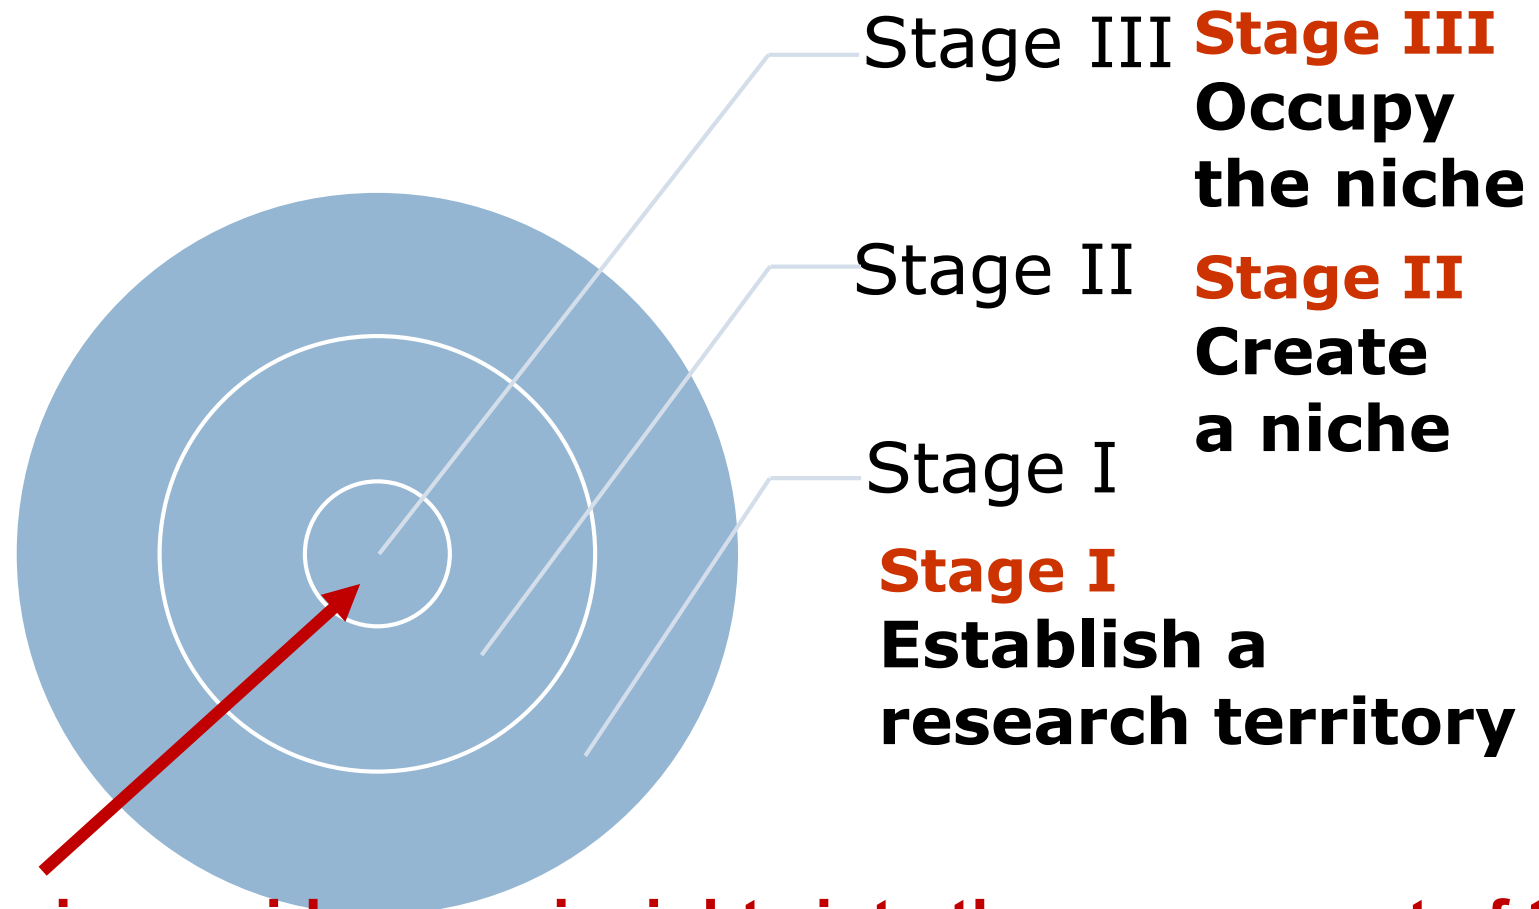 Stage III
Stage III
Occupy
the niche
Stage II
Stage II
Create
a niche
Stage I
Stage I
Establish a
research territory